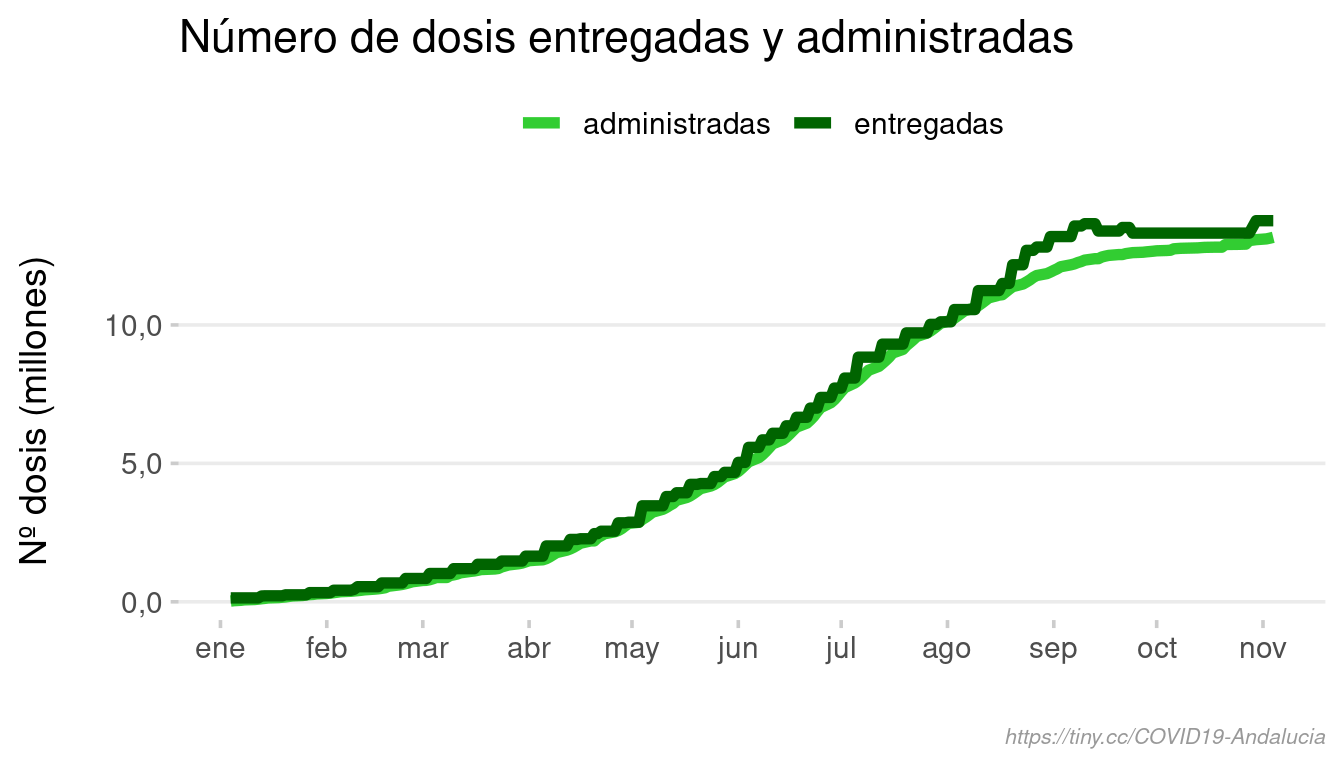 Número de dosis entregadas y administradas
administradas entregadas
Nº dosis (millones)
10,0
5,0
0,0
ene feb mar abr may jun jul ago sep oct nov
https://tiny.cc/COVID19-Andalucia